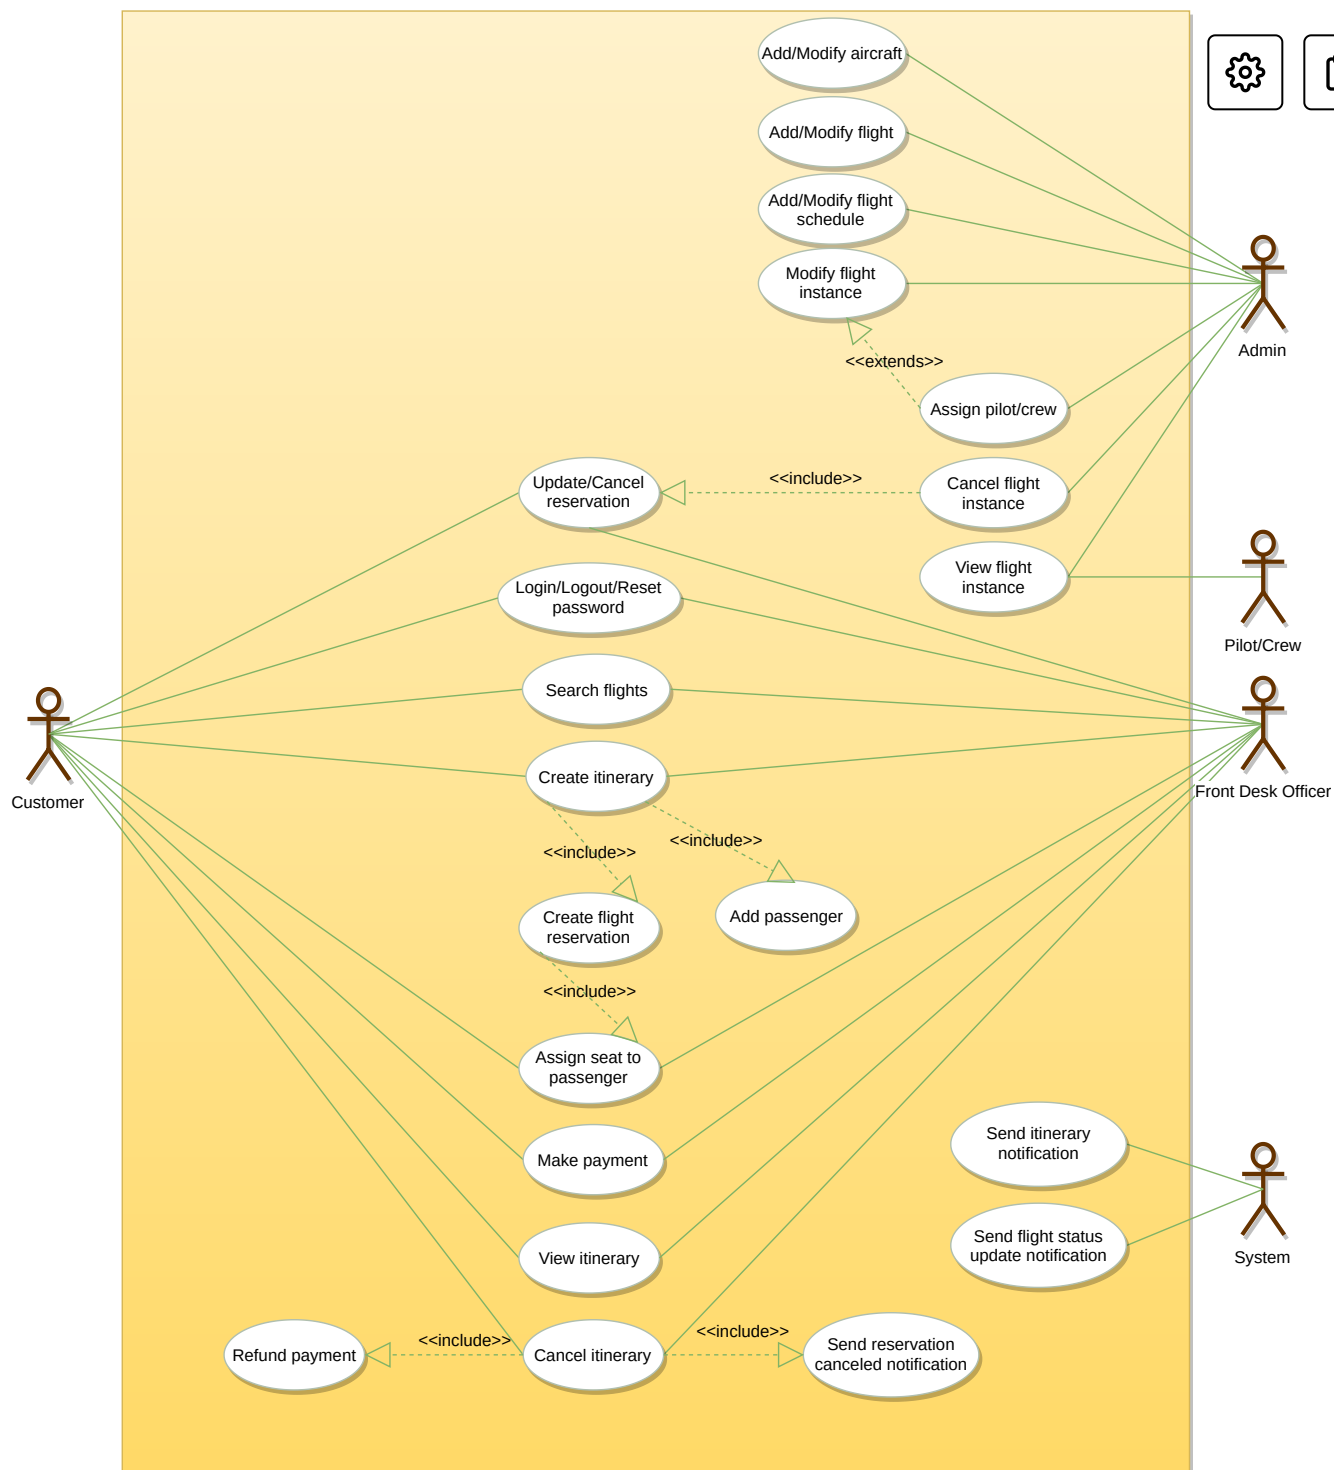 Add/Modify aircraft
Add/Modify flight
Add/Modify flight
schedule
Modify flight
instance
Admin
<<extends>>
Assign pilot/crew
Update/Cancel
reservation
<<include>>
Cancel flight
instance
View flight
instance
Login/Logout/Reset
password
Pilot/Crew
Search flights
Create itinerary
Customer
Front Desk Officer
<<include>>
<<include>>
Create flight
reservation
Add passenger
<<include>>
Assign seat to
passenger
Send itinerary
notification
Make payment
Send flight status
update notification
System
View itinerary
Refund payment
<<include>>
Cancel itinerary
<<include>>
Send reservation
canceled notification